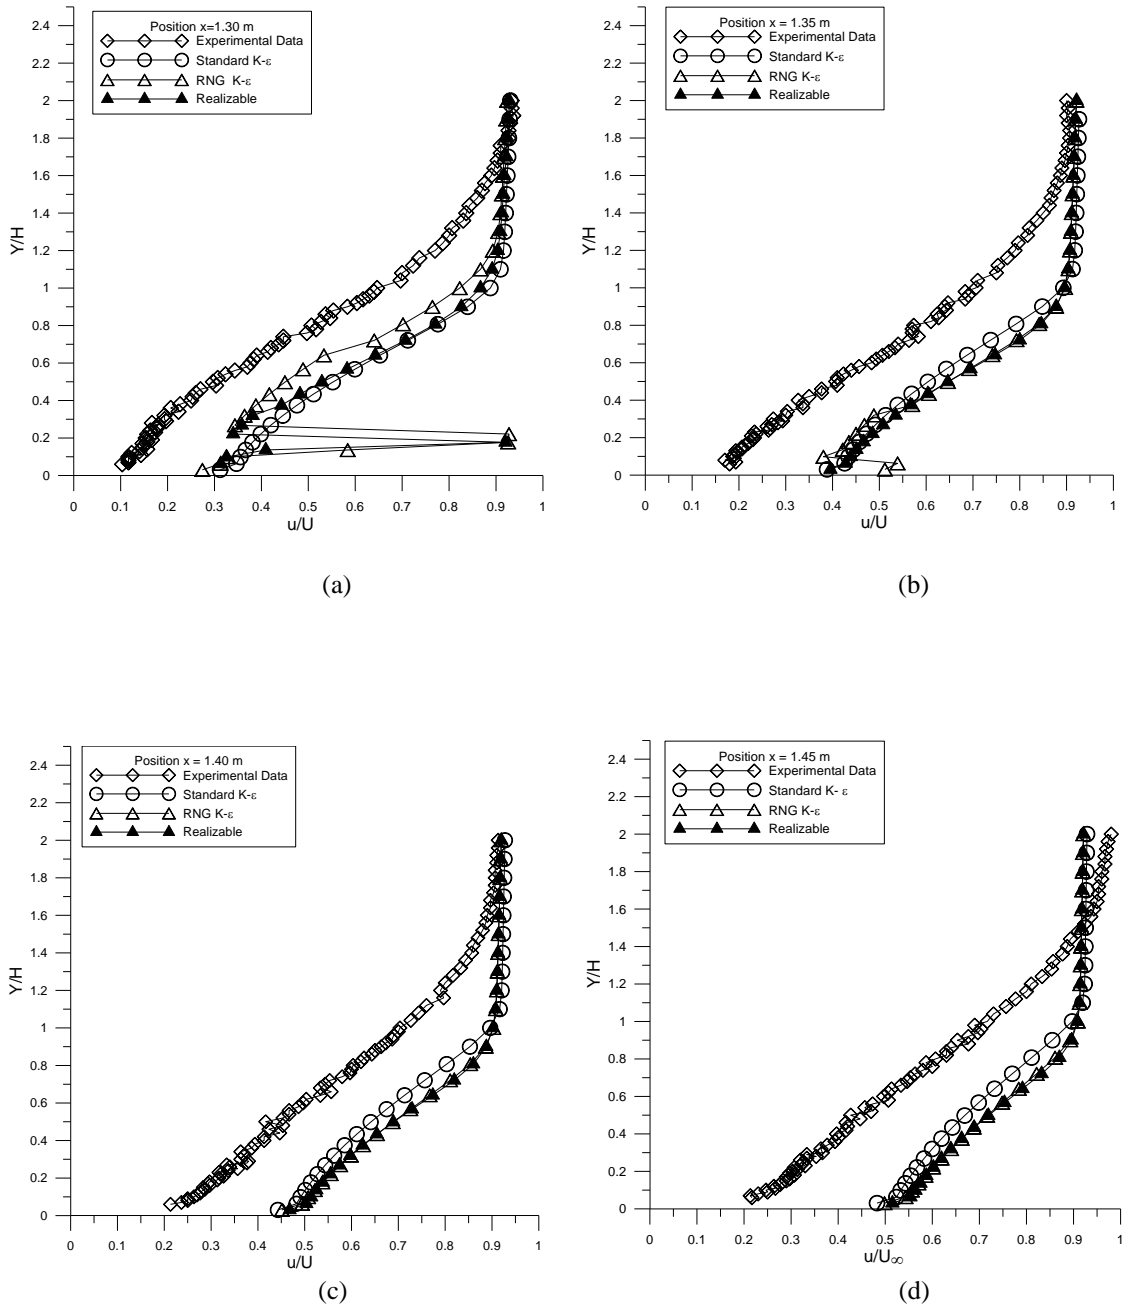 2.4
2.2
2
1.8
1.6
1.4
1.2
1
0.8
0.6
0.4
0.2
0
Y/H
Position x=1.30 m
Experimental Data
Standard K-ε
RNG K-ε
Realizable
0 0.1 0.2 0.3 0.4 0.5 0.6 0.7 0.8 0.9 1
u/U
(a)
2.4
2.2
2
1.8
1.6
1.4
1.2
1
0.8
0.6
0.4
0.2
0
Y/H
Position x = 1.35 m
Experimental Data
Standard K-ε
RNG K-ε
Realizable
0 0.1 0.2 0.3 0.4 0.5 0.6 0.7 0.8 0.9 1
u/U
(b)
2.4
2.2
2
1.8
1.6
1.4
1.2
1
0.8
0.6
0.4
0.2
0
Y/H
Position x = 1.40 m
Experimental Data
Standard K-ε
RNG K-ε
Realizable
0 0.1 0.2 0.3 0.4 0.5 0.6 0.7 0.8 0.9 1
u/U
(c)
2.4
2.2
2
1.8
1.6
1.4
1.2
1
0.8
0.6
0.4
0.2
0
Y/H
Position x = 1.45 m
Experimental Data
Standard K- ε
RNG K-ε
Realizable
0 0.1 0.2 0.3 0.4 0.5 0.6 0.7 0.8 0.9 1
u/U∞
(d)